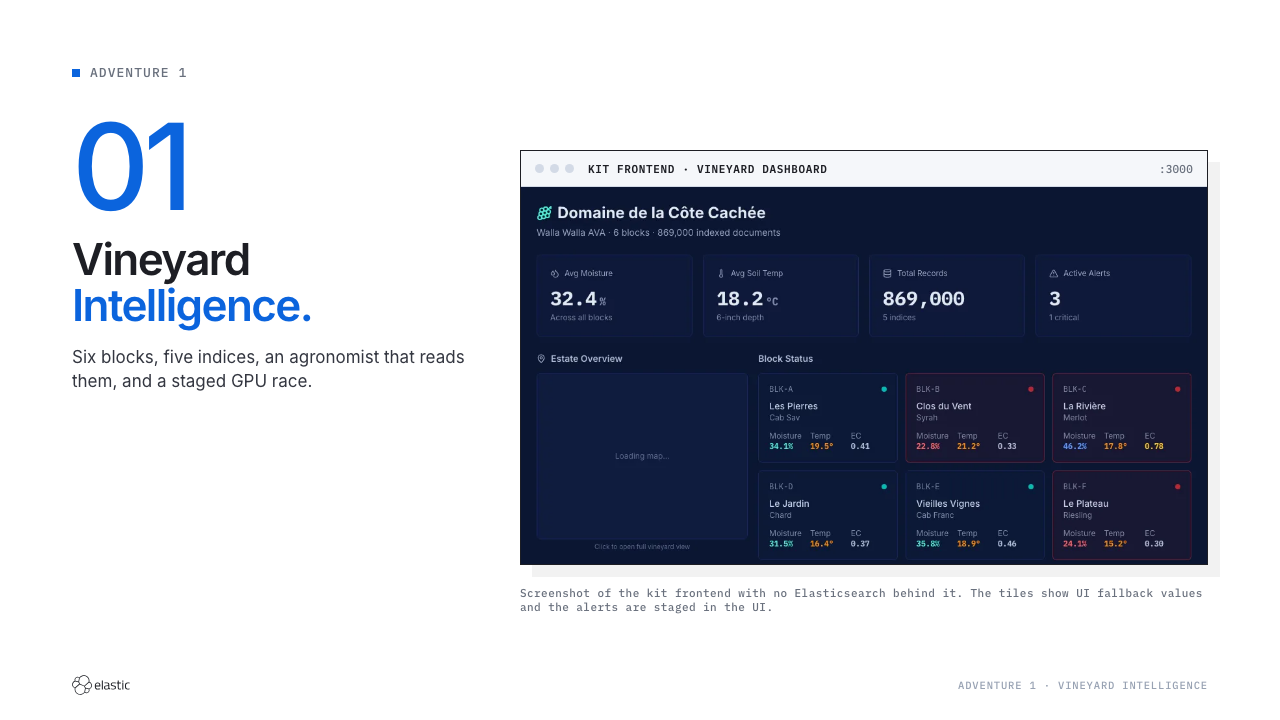 ADVENTURE 1
01
Vineyard
Intelligence.
Six blocks, five indices, an agronomist that reads
them, and a staged GPU race.
KIT FRONTEND · VINEYARD DASHBOARD
:3000
Domaine de la Côte Cachée
Walla Walla AVA · 6 blocks · 869,000 indexed documents
Avg Moisture
32.4 %
Across all blocks
Avg Soil Temp
18.2 °C
6-inch depth
Total Records
869,000
5 indices
Active Alerts
3
1 critical
Estate Overview
Loading map...
Click to open full vineyard view
Block Status
BLK-A
Les Pierres
Cab Sav
Moisture Temp EC
34.1% 19.5° 0.41
BLK-B
Clos du Vent
Syrah
Moisture Temp EC
22.8% 21.2° 0.33
BLK-C
La Rivière
Merlot
Moisture Temp EC
46.2% 17.8° 0.78
BLK-D
Le Jardin
Chard
Moisture Temp EC
31.5% 16.4° 0.37
BLK-E
Vieilles Vignes
Cab Franc
Moisture Temp EC
35.8% 18.9° 0.46
BLK-F
Le Plateau
Riesling
Moisture Temp EC
24.1% 15.2° 0.30
Screenshot of the kit frontend with no Elasticsearch behind it. The tiles show UI fallback values
and the alerts are staged in the UI.
elastic
ADVENTURE 1 · VINEYARD INTELLIGENCE